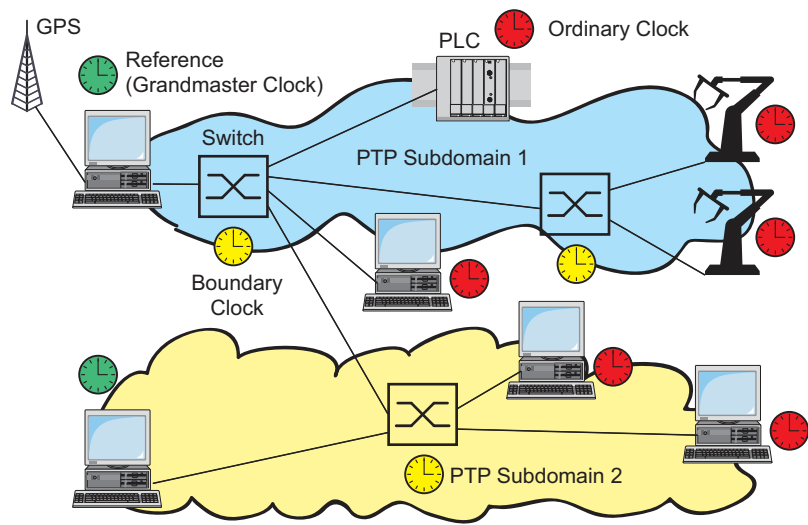 GPS
Reference
(Grandmaster Clock)
PLC
Ordinary Clock
Switch
PTP Subdomain 1
Boundary
Clock
PTP Subdomain 2